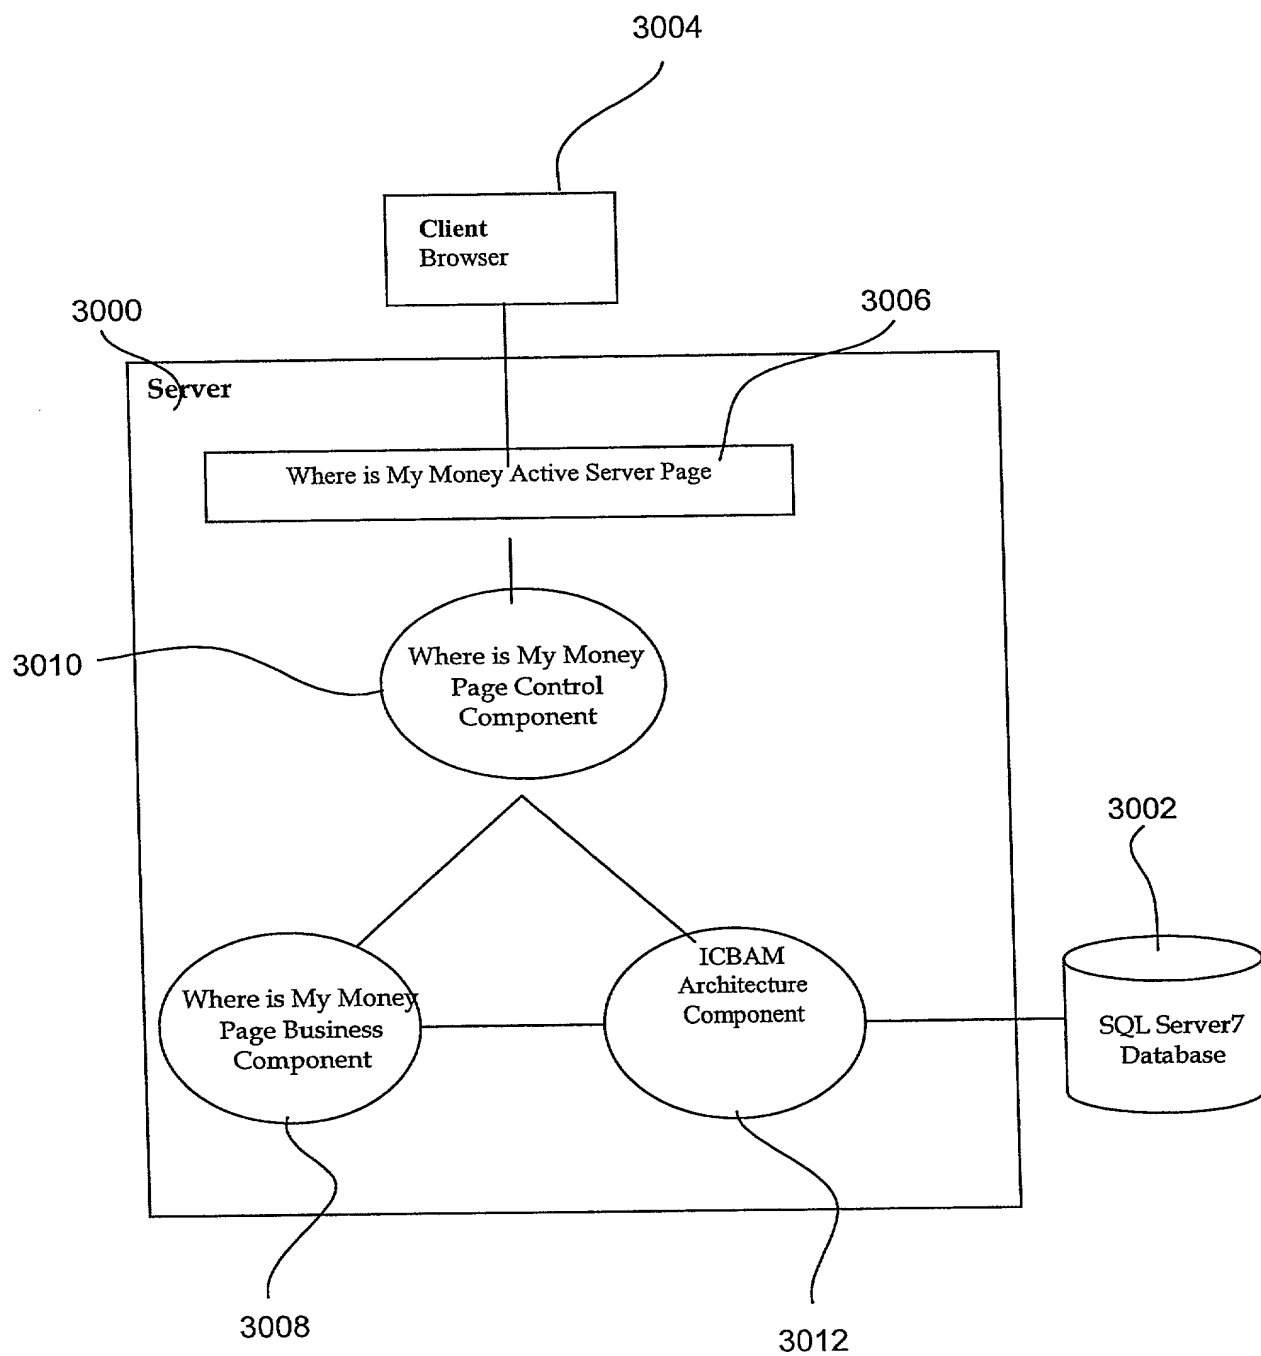 3004
Client
Browser
3000
3006
Server
Where is My Money Active Server Page
3010
Where is My Money
Page Control
Component
3002
Where is My Money
Page Business
Component
ICBAM
Architecture
Component
SQL Server7
Database
3008
3012